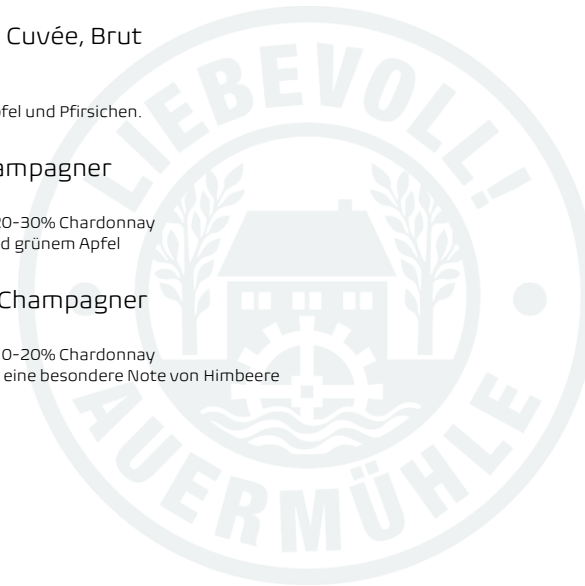 Cuvée, Brut
fel und Pfirsichen.
ampagner
20-30% Chardonnay
d grünem Apfel
Champagner
0-20% Chardonnay
eine besondere Note von Himbeere
LIEBEVOLL!
AUERMÜHLE